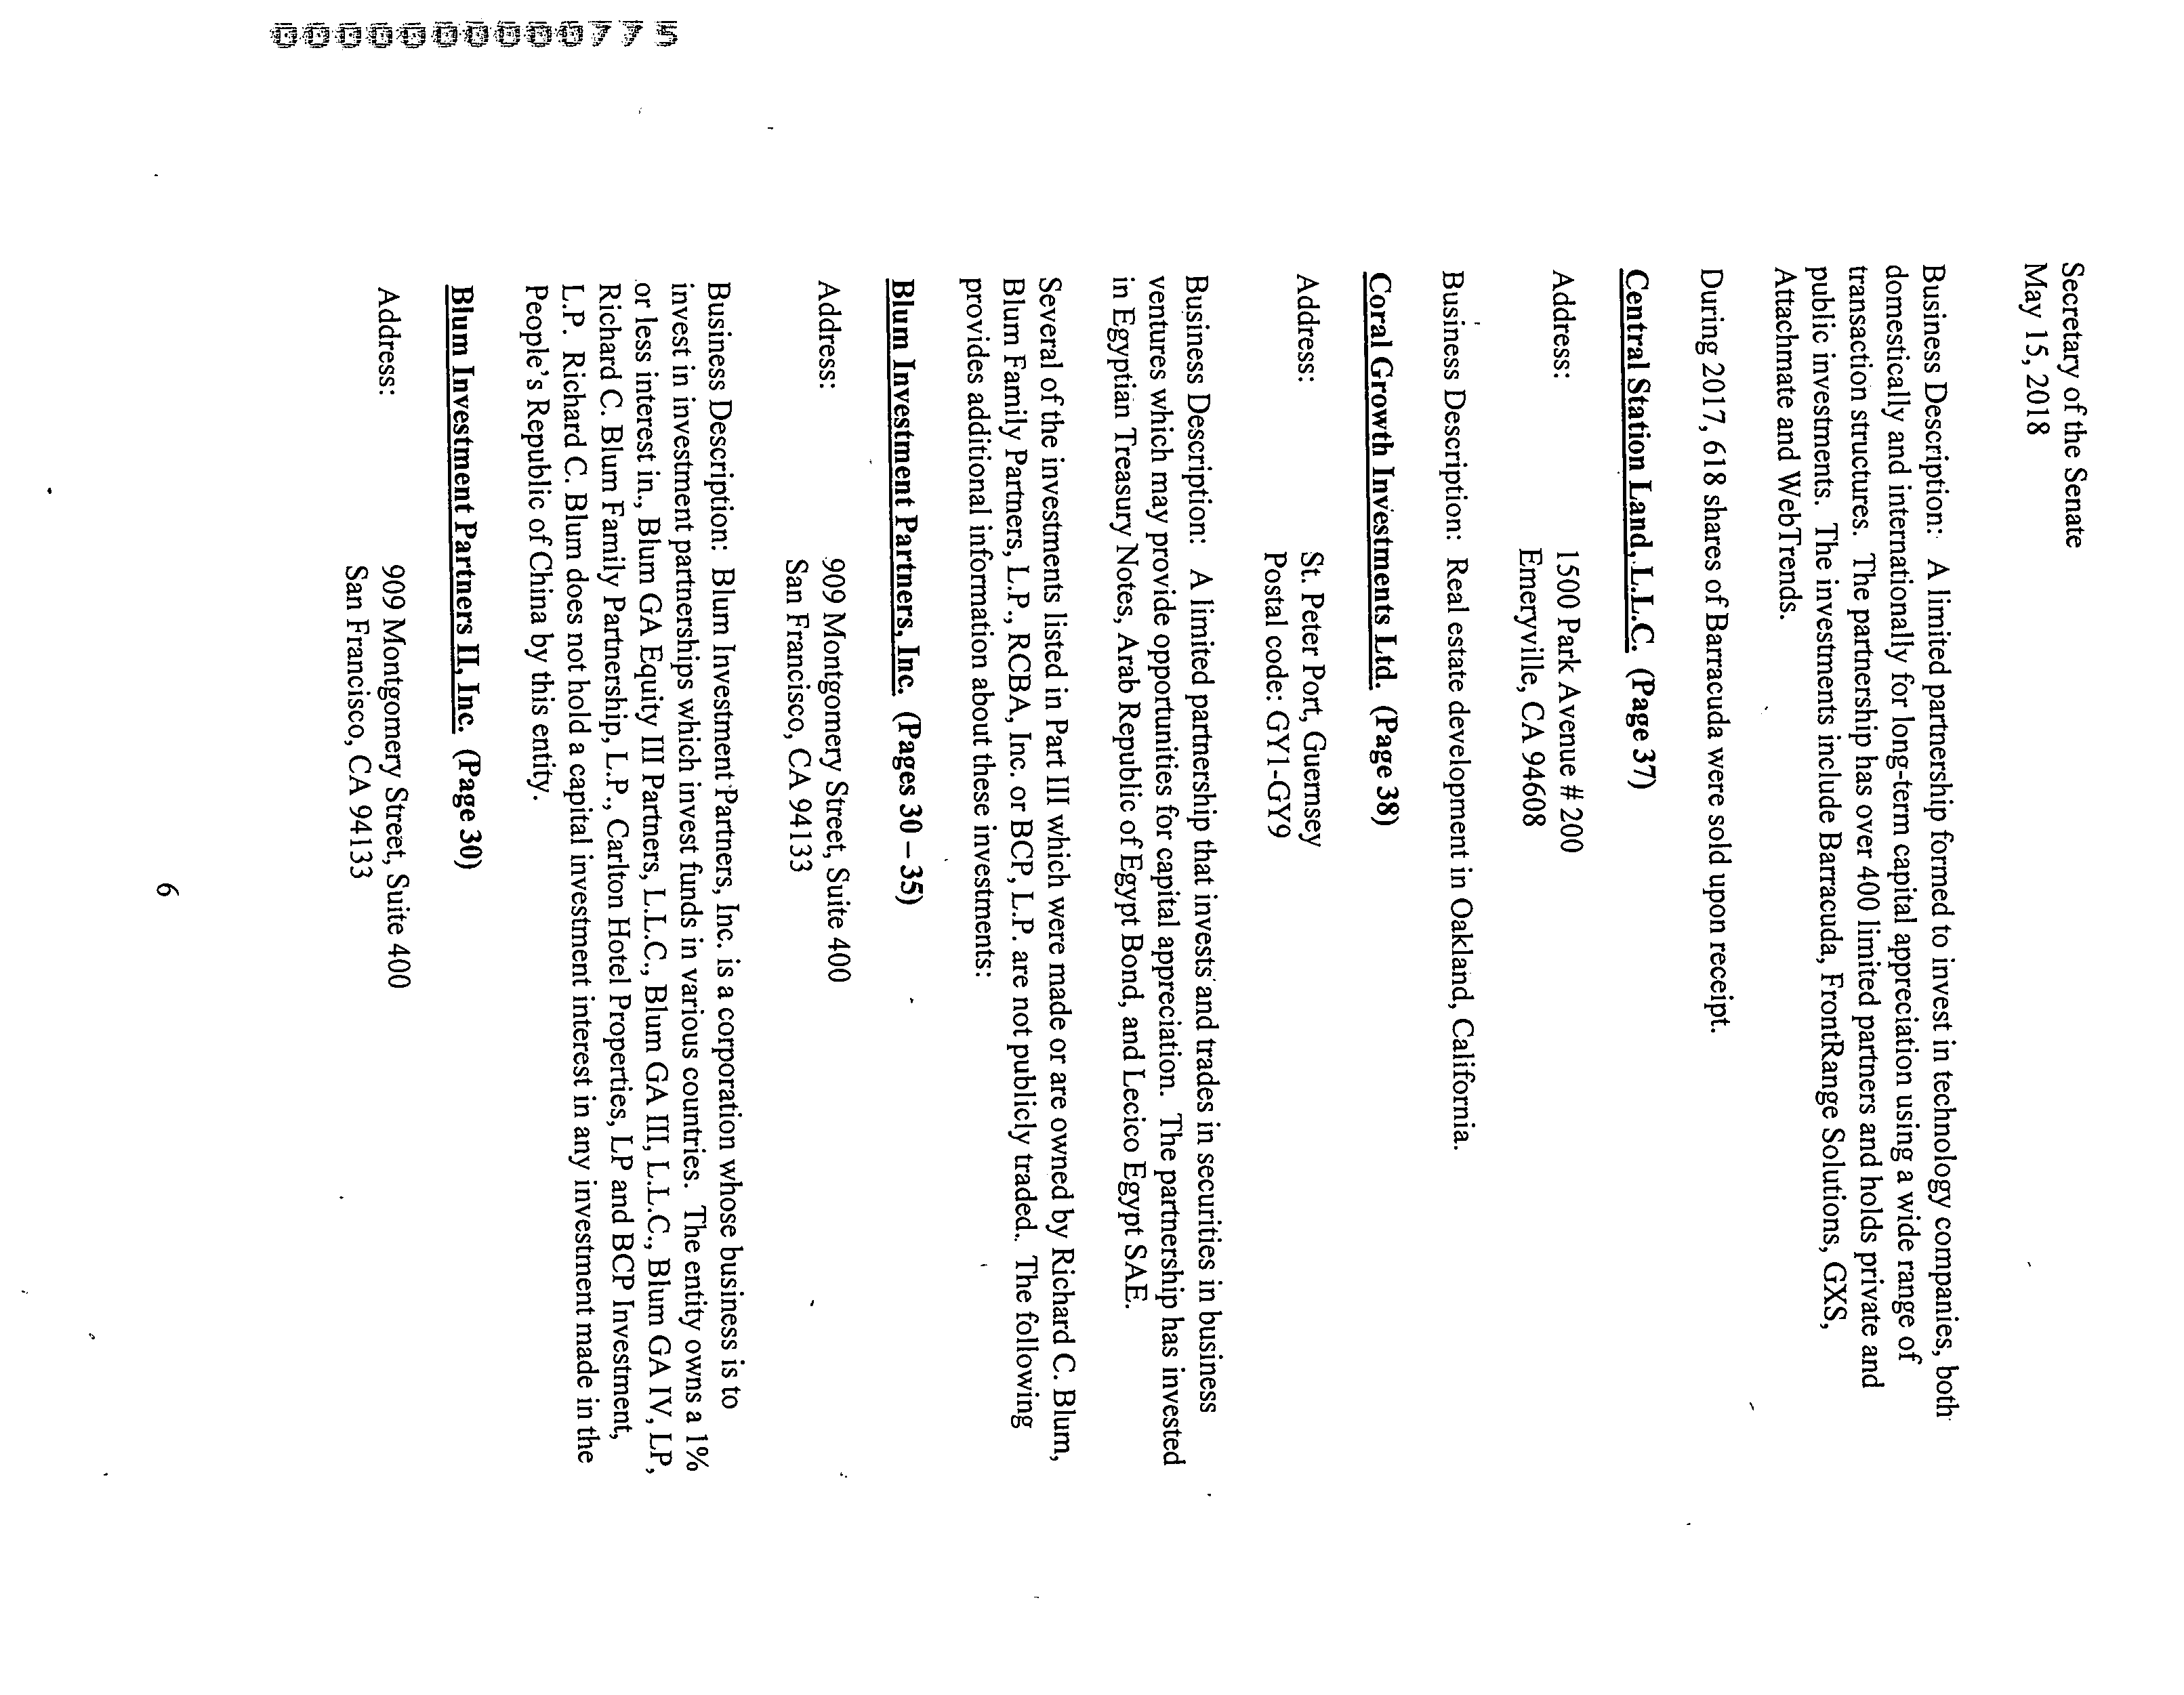 Secretary of the Senate
May 15, 2018
Business Description: A limited partnership formed to invest in technology companies, both
domestically and internationally for long-term capital appreciation using a wide range of
transaction structures. The partnership has over 400 limited partners and holds private and
public investments. The investments include Barracuda, FrontRange Solutions, GXS,
Attachmate and WebTrends.
During 2017, 618 shares of Barracuda were sold upon receipt.
Central Station Land, L.L.C. (Page 37)
Address: 1500 Park Avenue # 200
Emeryville, CA 94608
Business Description: Real estate development in Oakland, California.
Coral Growth Investments Ltd. (Page 38)
Address: St. Peter Port, Guernsey
Postal code: GY1-GY9
Business Description: A limited partnership that invests and trades in securities in business
ventures which may provide opportunities for capital appreciation. The partnership has invested
in Egyptian Treasury Notes, Arab Republic of Egypt Bond, and Lecico Egypt SAE.
Several of the investments listed in Part III which were made or are owned by Richard C. Blum,
Blum Family Partners, L.P., RCBA, Inc. or BCP, L.P. are not publicly traded. The following
provides additional information about these investments:
Blum Investment Partners, Inc. (Pages 30 – 35)
Address: 909 Montgomery Street, Suite 400
San Francisco, CA 94133
Business Description: Blum Investment Partners, Inc. is a corporation whose business is to
invest in investment partnerships which invest funds in various countries. The entity owns a 1%
or less interest in., Blum GA Equity III Partners, L.L.C., Blum GA III, L.L.C., Blum GA IV, LP,
Richard C. Blum Family Partnership, L.P., Carlton Hotel Properties, LP and BCP Investment,
L.P. Richard C. Blum does not hold a capital investment interest in any investment made in the
People's Republic of China by this entity.
Blum Investment Partners II, Inc. (Page 30)
Address: 909 Montgomery Street, Suite 400
San Francisco, CA 94133
6
000000000775